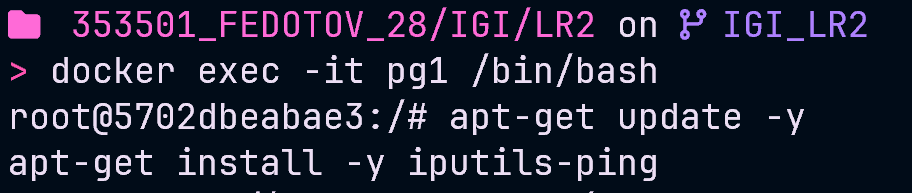 353501_FEDOTOV_28/IGI/LR2 on IGI_LR2
> docker exec -it pg1 /bin/bash
root@5702dbeabae3:/# apt-get update -y
apt-get install -y iputils-ping